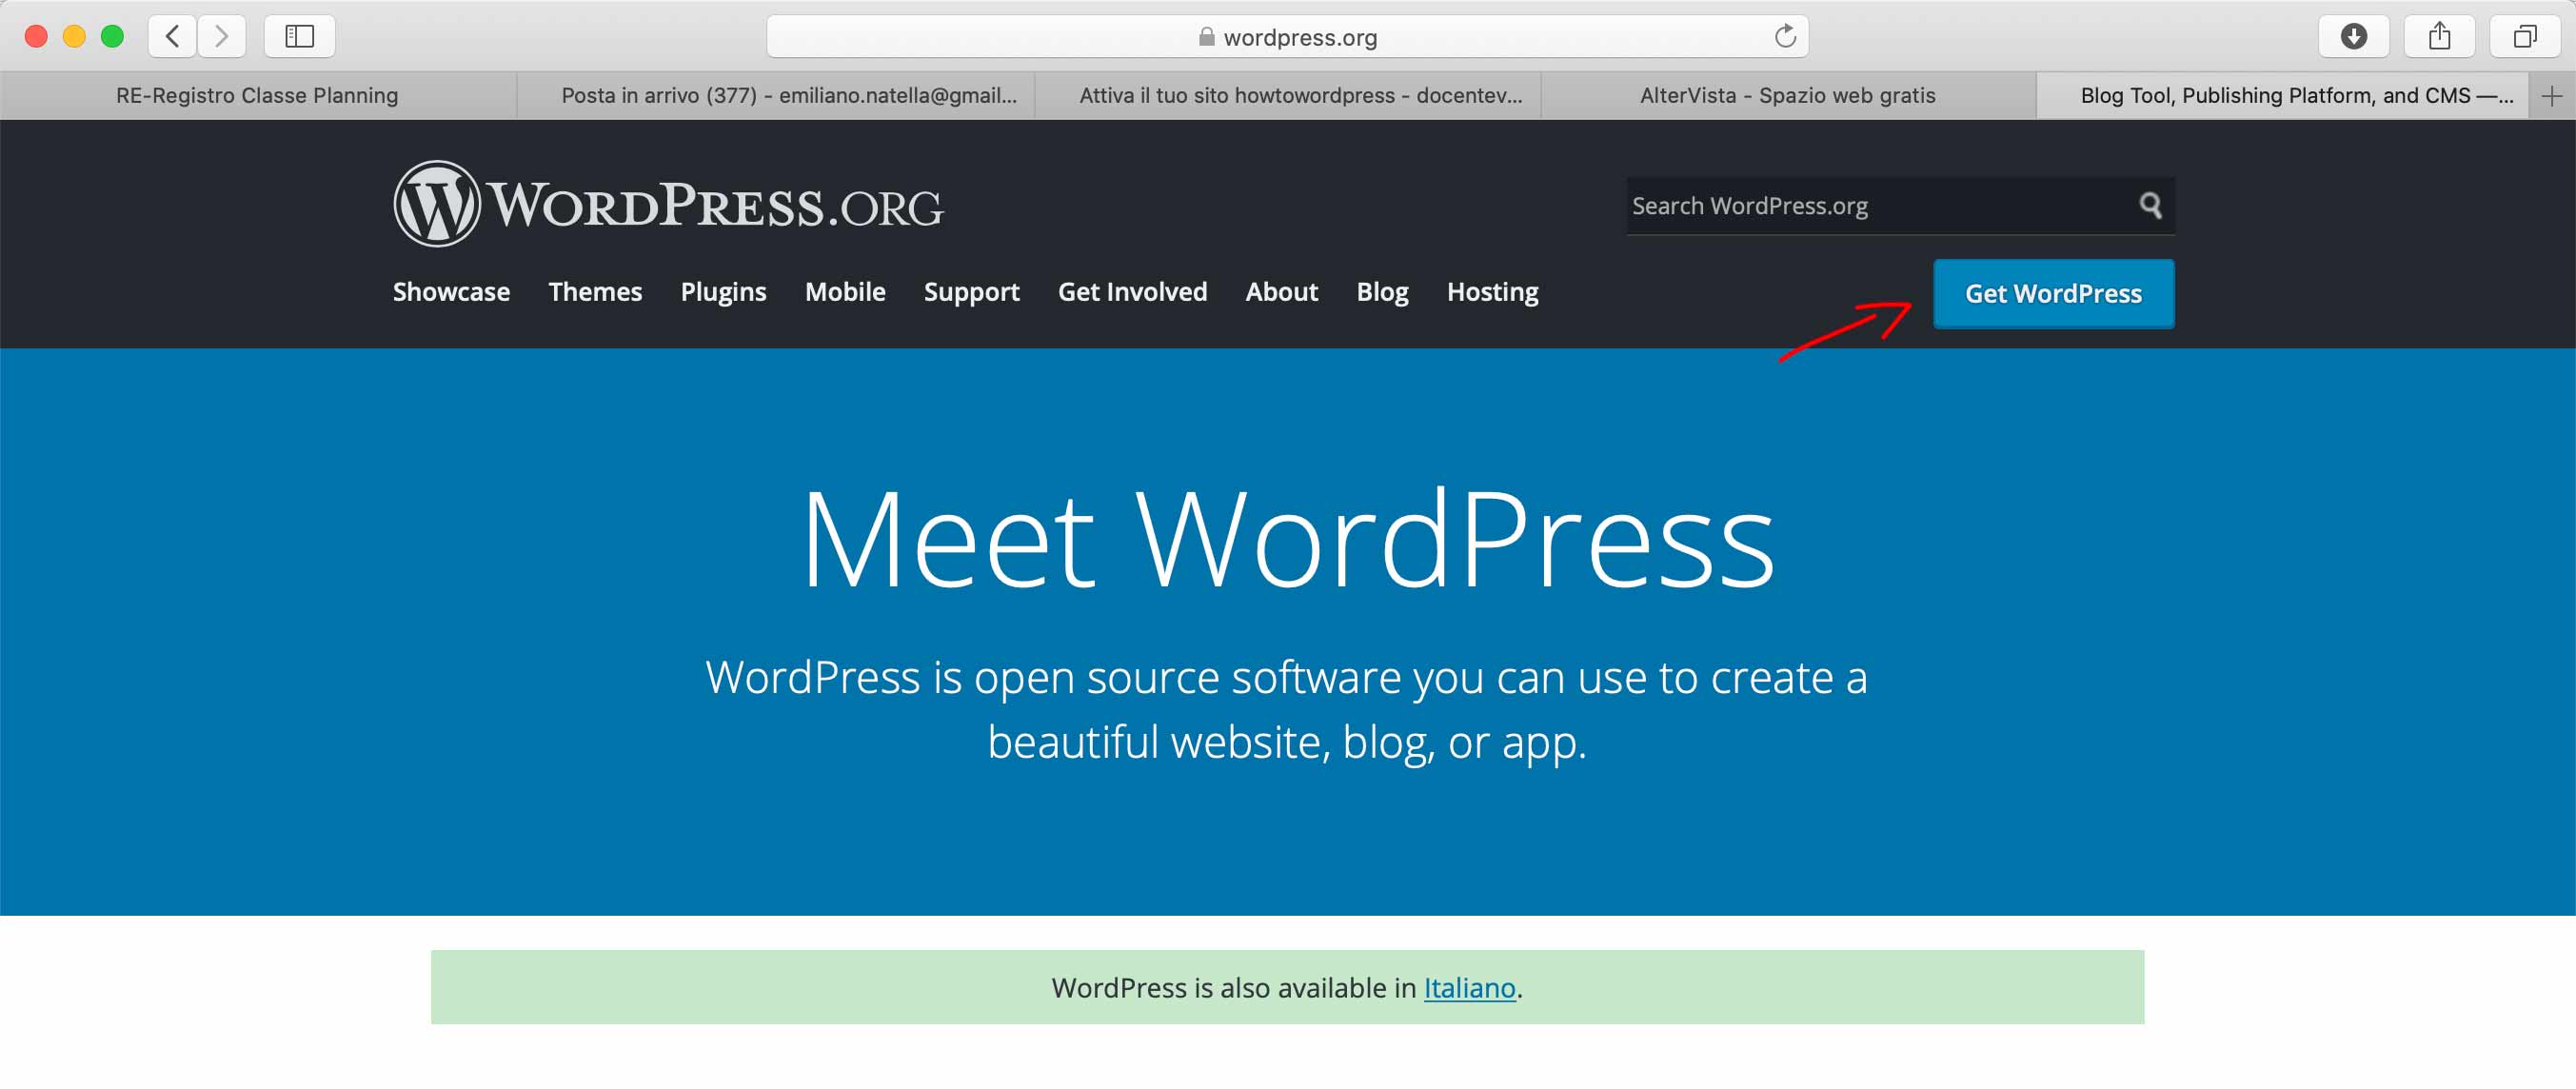 wordpress.org
RE-Registro Classe Planning
Posta in arrivo (377) - emiliano.natella@gmail...
Attiva il tuo sito howtowordpress - docentev...
AlterVista - Spazio web gratis
Blog Tool, Publishing Platform, and CMS —...
WORDPRESS.ORG
Search WordPress.org
Showcase Themes Plugins Mobile Support Get Involved About Blog Hosting
Get WordPress
Meet WordPress
WordPress is open source software you can use to create a
beautiful website, blog, or app.
WordPress is also available in Italiano.